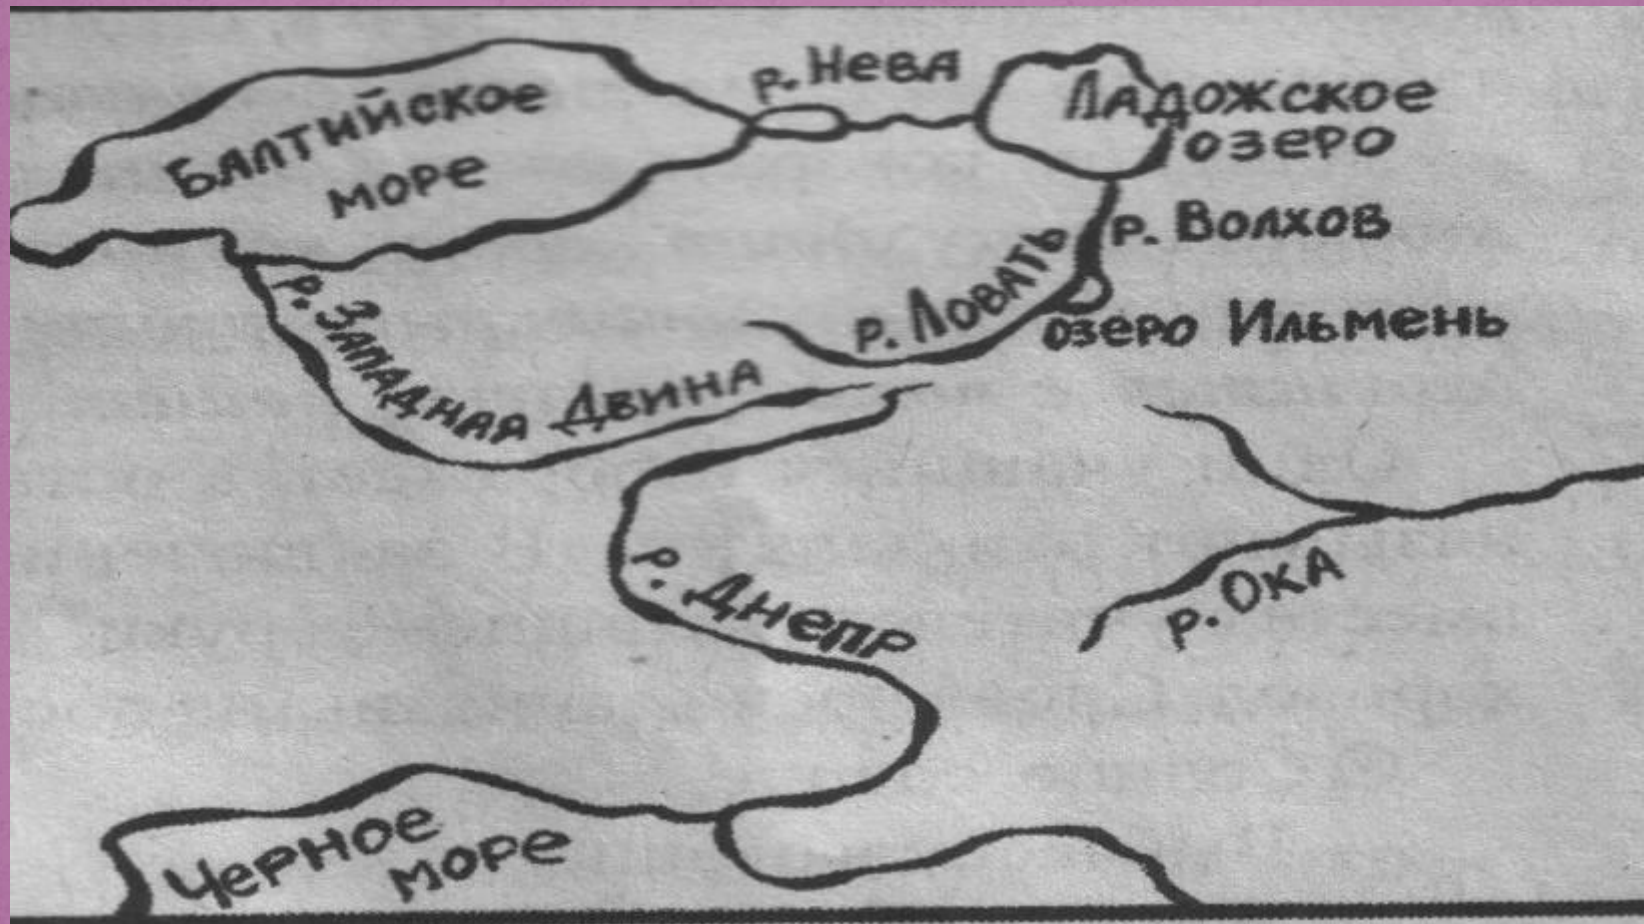 р. Нева
Балтийское
море
Ладожское
озеро
р. Волхов
р. Ловать
озеро Ильмень
р. Западная Двина
р. Днепр
р. Ока
Черное
море